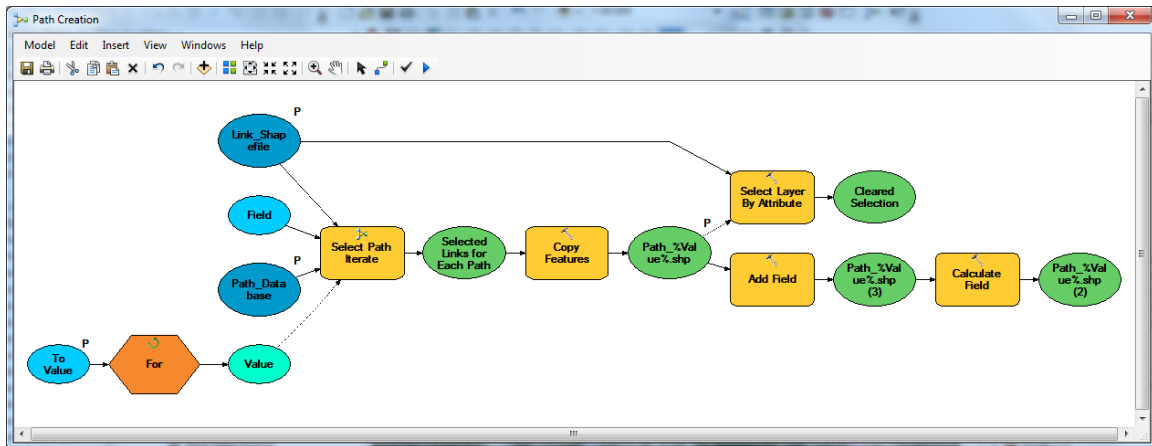 Path Creation
Model Edit Insert View Windows Help
P
Link_Shap
efile
Field
P
Path_Data
base
P
To
Value
For
Value
Select Path
Iterate
Selected
Links for
Each Path
Copy
Features
Path_%Val
ue%.shp
P
Select Layer
By Attribute
Cleared
Selection
Add Field
Path_%Val
ue%.shp
(3)
Calculate
Field
Path_%Val
ue%.shp
(2)